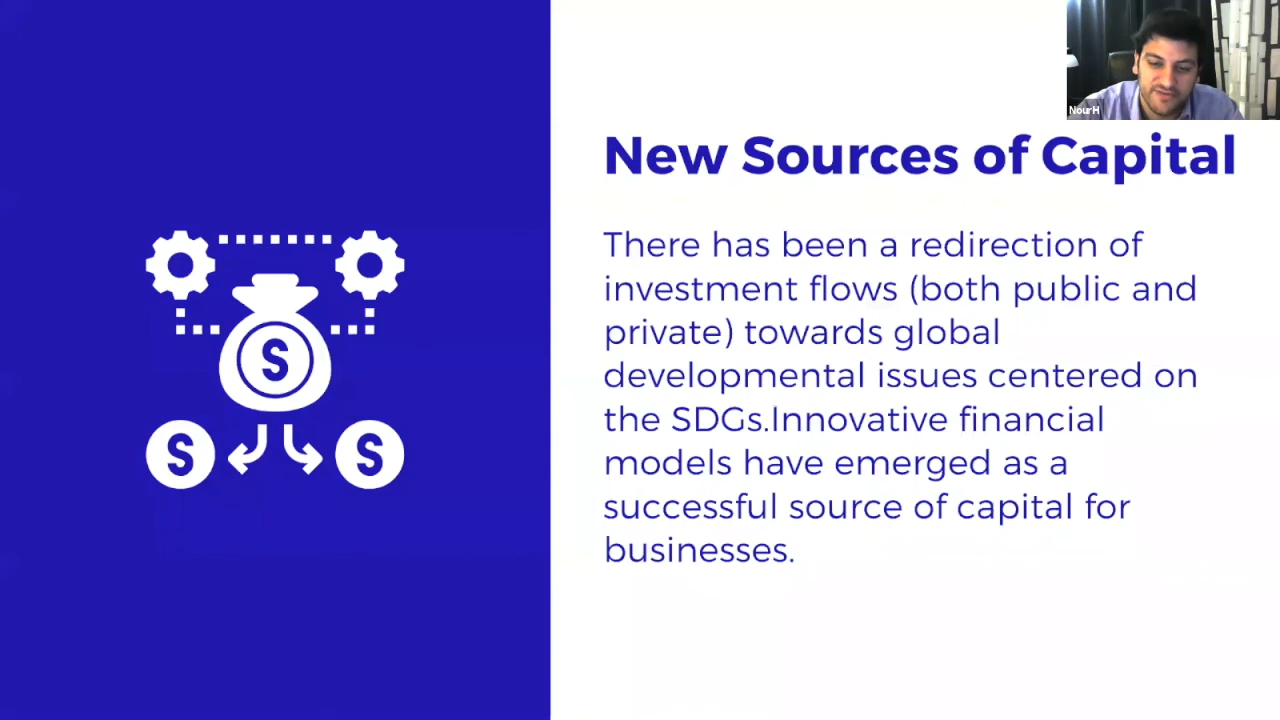 NourH
New Sources of Capital
There has been a redirection of
investment flows (both public and
private) towards global
developmental issues centered on
the SDGs.Innovative financial
models have emerged as a
successful source of capital for
businesses.
S
S
S